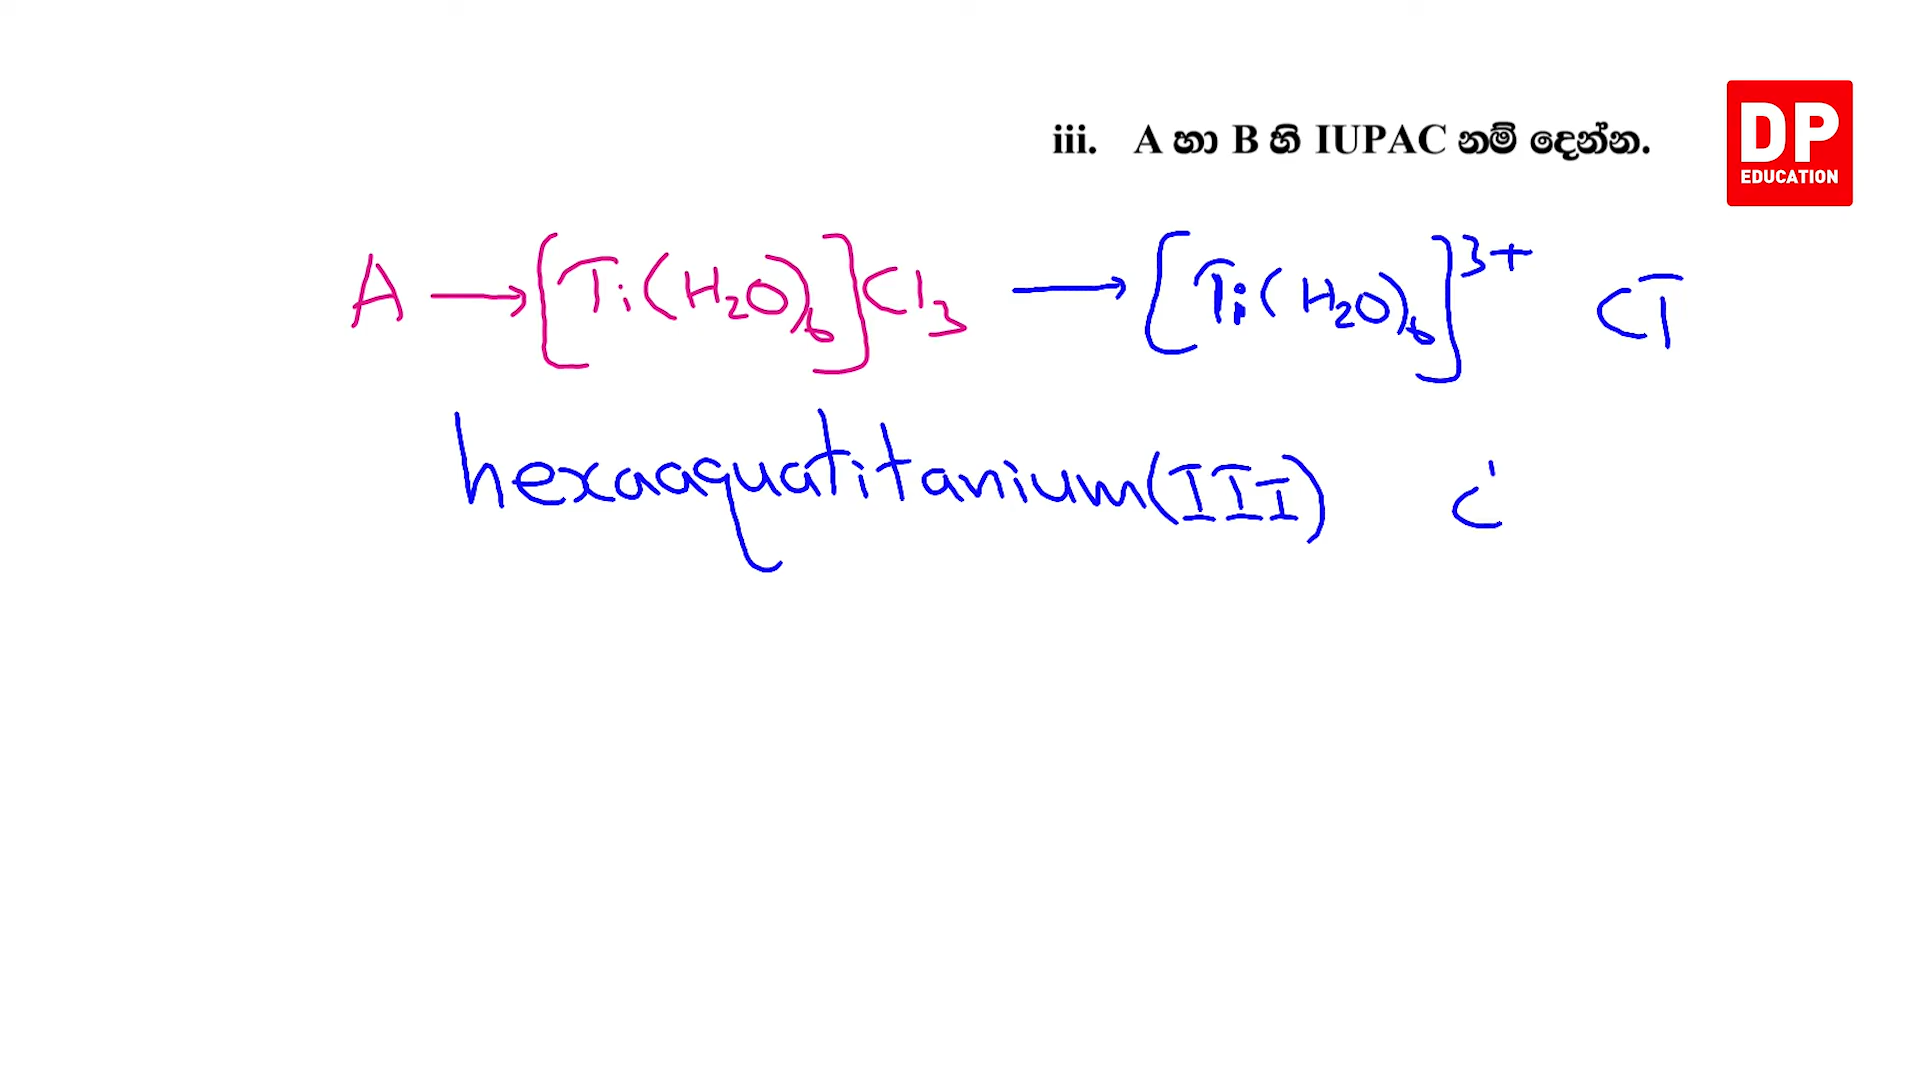 iii. A හා B හි IUPAC නම් දෙන්න.
DP
EDUCATION
A → [Ti(H₂O)₆]Cl₃ → [Ti(H₂O)₆]³⁺ Cl⁻
hexaaquatitanium(III) c